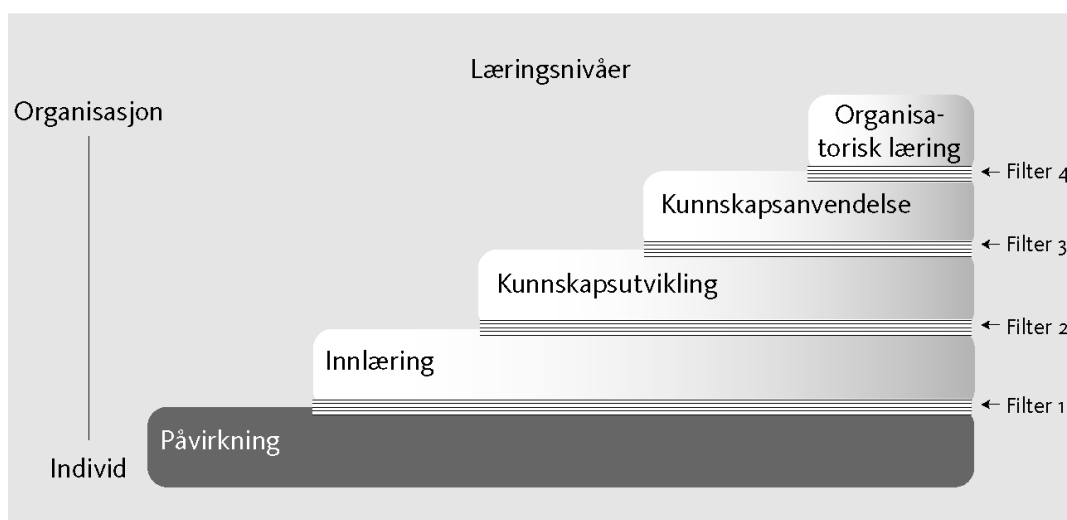 Læringsnivåer
Organisasjon
Organisa-
torisk læring
← Filter 4
Kunnskapsanvendelse
← Filter 3
Kunnskapsutvikling
← Filter 2
Innlæring
← Filter 1
Påvirkning
Individ